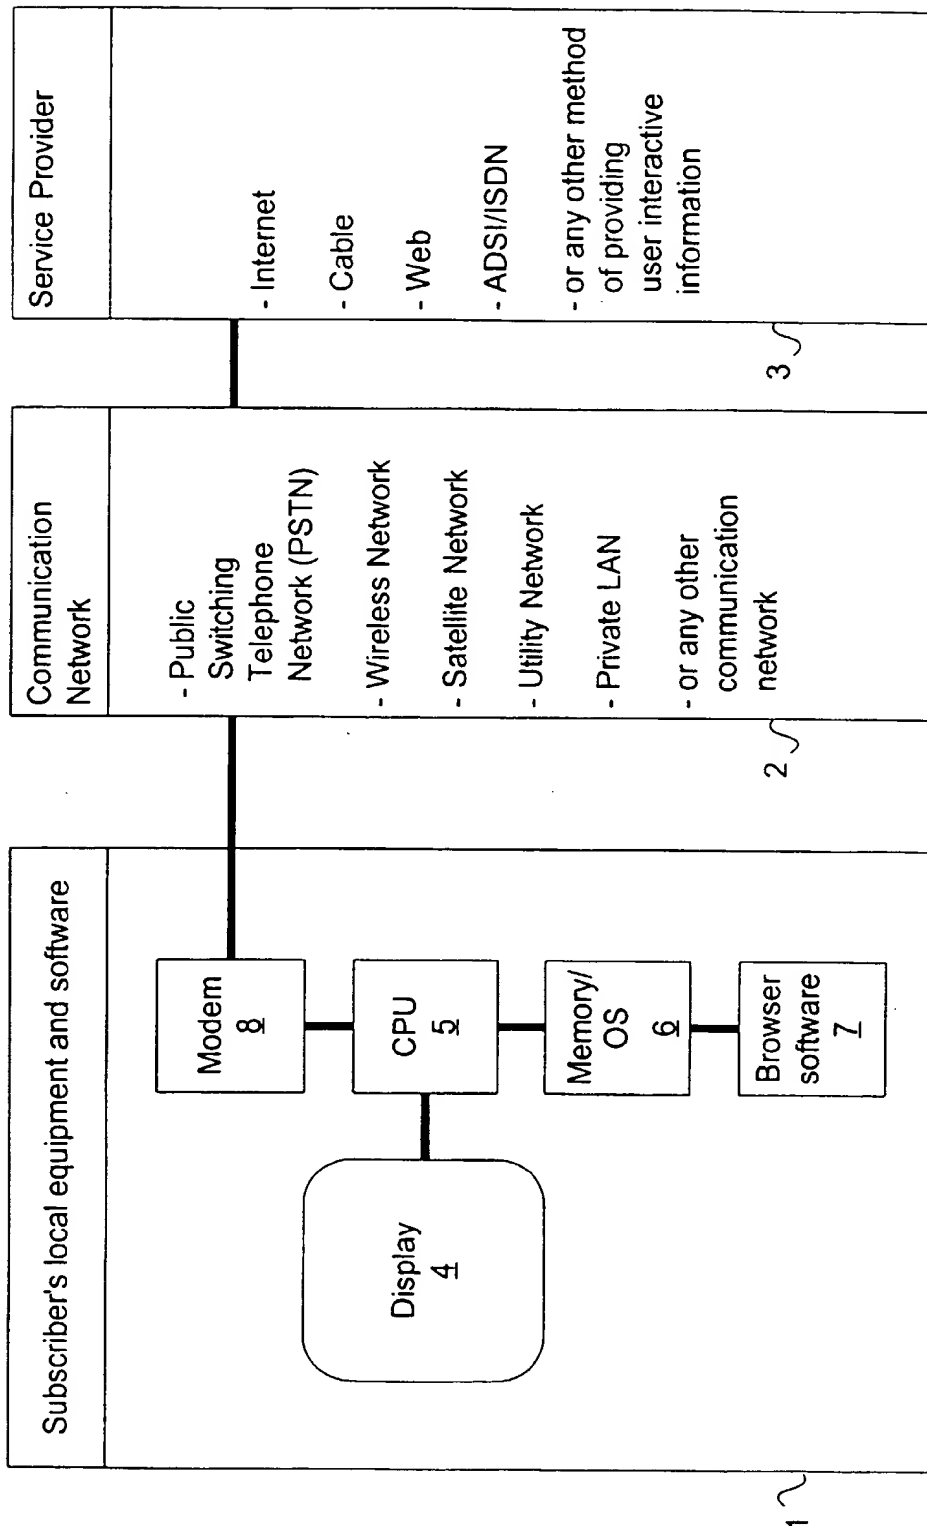 Subscriber's local equipment and software
Modem
8
CPU
5
Display
4
Memory/
OS
6
Browser
software
7
1
Communication
Network
- Public
Switching
Telephone
Network (PSTN)
- Wireless Network
- Satellite Network
- Utility Network
- Private LAN
- or any other
communication
network
2
Service Provider
- Internet
- Cable
- Web
- ADSI/ISDN
- or any other method
of providing
user interactive
information
3